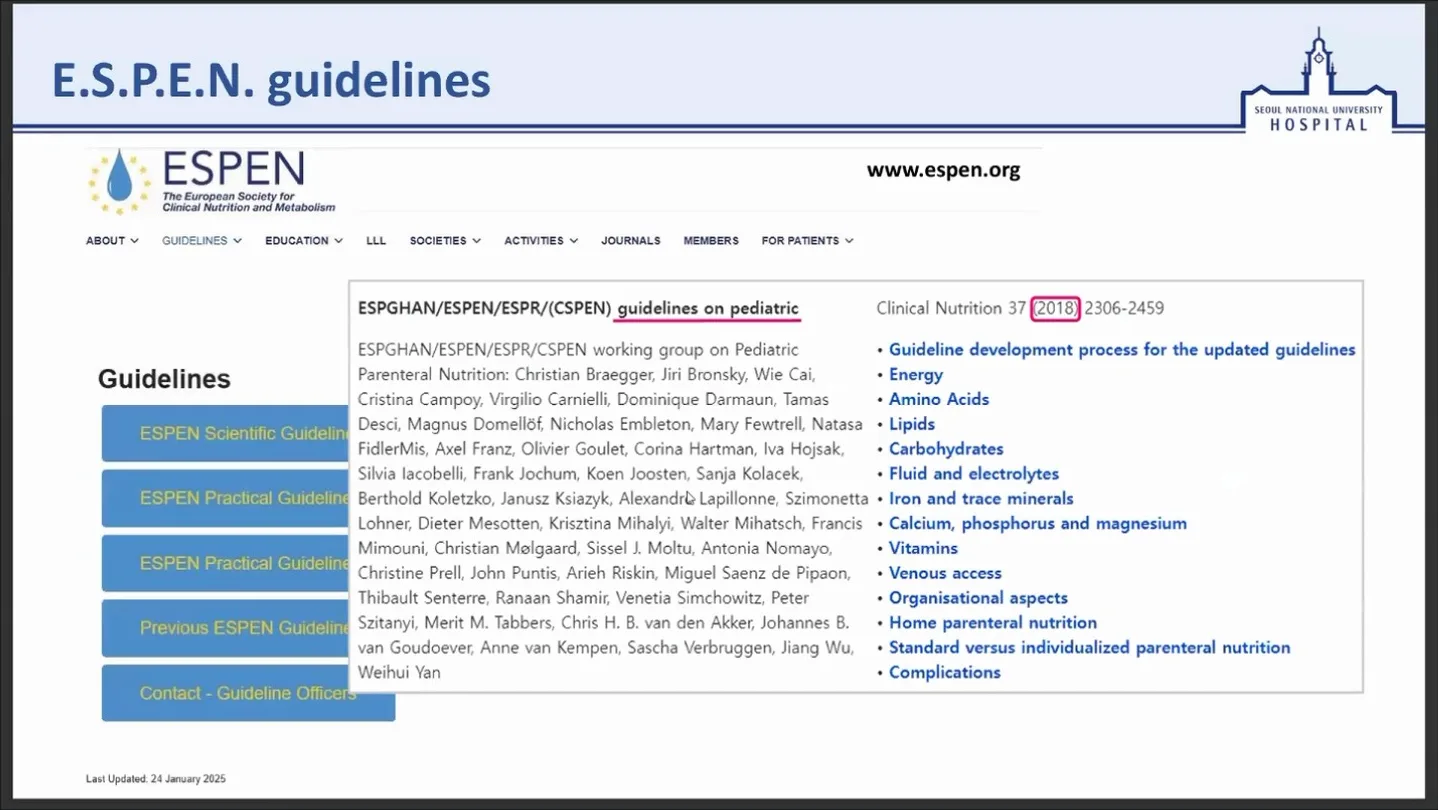 E.S.P.E.N. guidelines
SEOUL NATIONAL UNIVERSITY
HOSPITAL
ESPEN
The European Society for
Clinical Nutrition and Metabolism
www.espen.org
ABOUT
GUIDELINES
EDUCATION
LLL
SOCIETIES
ACTIVITIES
JOURNALS
MEMBERS
FOR PATIENTS
Guidelines
ESPEN Scientific Guideline
ESPEN Practical Guideline
ESPEN Practical Guideline
Previous ESPEN Guideline
Contact - Guideline Officers
ESPGHAN/ESPEN/ESPR/(CSPEN) guidelines on pediatric
ESPGHAN/ESPEN/ESPR/CSPEN working group on Pediatric
Parenteral Nutrition: Christian Braegger, Jiri Bronsky, Wie Cai,
Cristina Campoy, Virgilio Carnielli, Dominique Darmaun, Tamas
Desci, Magnus Domellöf, Nicholas Embleton, Mary Fewtrell, Natasa
FidlerMis, Axel Franz, Olivier Goulet, Corina Hartman, Iva Hojsak,
Silvia Iacobelli, Frank Jochum, Koen Joosten, Sanja Kolacek,
Berthold Koletzko, Janusz Ksiazyk, Alexandre Lapillonne, Szimonetta
Lohner, Dieter Mesotten, Krisztina Mihalyi, Walter Mihatsch, Francis
Mimouni, Christian Mølgaard, Sissel J. Moltu, Antonia Nomayo,
Christine Prell, John Puntis, Arieh Riskin, Miguel Saenz de Pipaon,
Thibault Senterre, Ranaan Shamir, Venetia Simchowitz, Peter
Szitanyi, Merit M. Tabbers, Chris H. B. van den Akker, Johannes B.
van Goudoever, Anne van Kempen, Sascha Verbruggen, Jiang Wu,
Weihui Yan
Clinical Nutrition 37 (2018) 2306-2459
• Guideline development process for the updated guidelines
• Energy
• Amino Acids
• Lipids
• Carbohydrates
• Fluid and electrolytes
• Iron and trace minerals
• Calcium, phosphorus and magnesium
• Vitamins
• Venous access
• Organisational aspects
• Home parenteral nutrition
• Standard versus individualized parenteral nutrition
• Complications
Last Updated: 24 January 2025